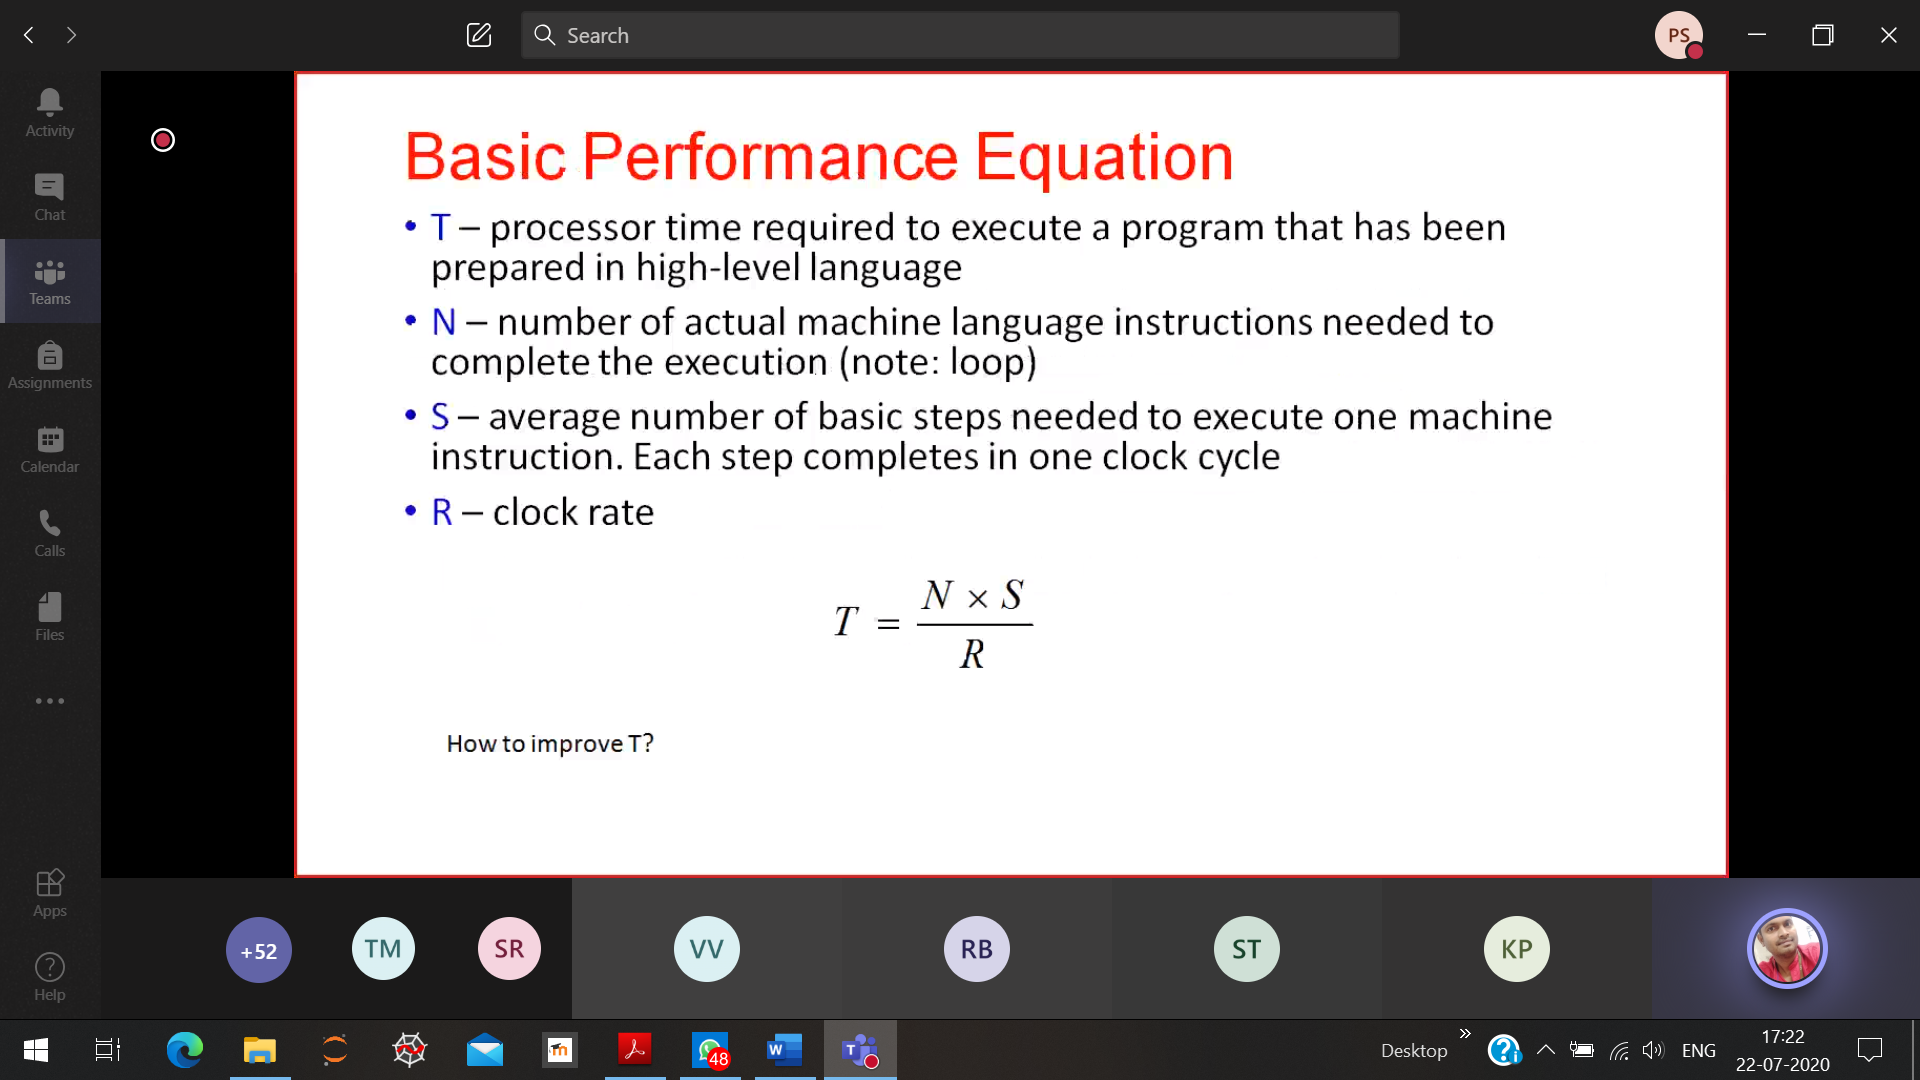 Search
PS
Activity
Chat
Teams
Assignments
Calendar
Calls
Files
Apps
Help
Basic Performance Equation
• T – processor time required to execute a program that has been
prepared in high-level language
• N – number of actual machine language instructions needed to
complete the execution (note: loop)
• S – average number of basic steps needed to execute one machine
instruction. Each step completes in one clock cycle
• R – clock rate
T = N × S / R
How to improve T?
+52
TM
SR
VV
RB
ST
KP
m
48
W
T
Desktop
ENG
17:22
22-07-2020